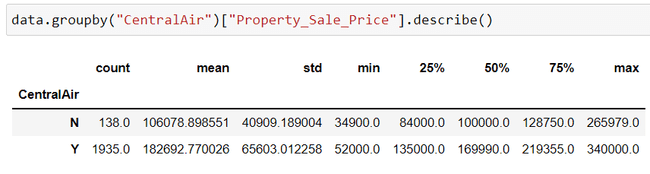 data.groupby("CentralAir")["Property_Sale_Price"].describe()
count mean std min 25% 50% 75% max
CentralAir
N 138.0 106078.898551 40909.189004 34900.0 84000.0 100000.0 128750.0 265979.0
Y 1935.0 182692.770026 65603.012258 52000.0 135000.0 169990.0 219355.0 340000.0